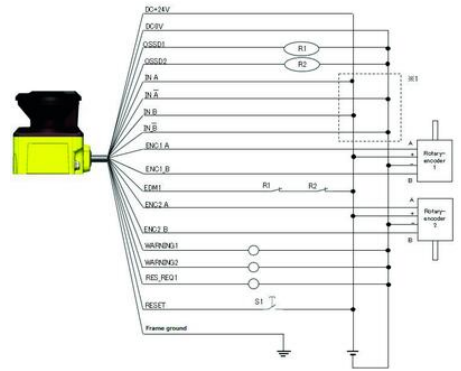 DC+24V
DC0V
OSSD1
R1
OSSD2
R2
IN A
※1
IN A̅
IN B
IN B̅
ENC1 A
A
+
-
Rotary-
encoder
1
ENC1_B
B
EDM1
R1
R2
ENC2 A
A
+
-
Rotary-
encoder
2
ENC2 B
B
WARNING1
WARNING2
RES_REQ1
RESET
S1
Frame ground